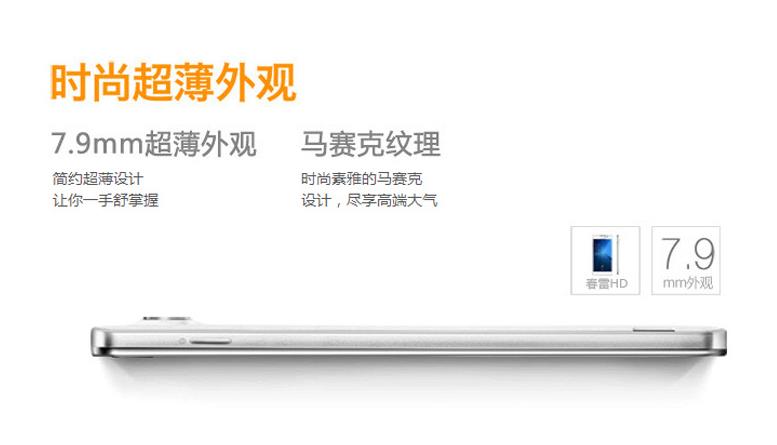 时尚超薄外观
7.9mm超薄外观
简约超薄设计
让你一手舒掌握
马赛克纹理
时尚素雅的马赛克
设计，尽享高端大气
春雷HD
7.9
mm外观